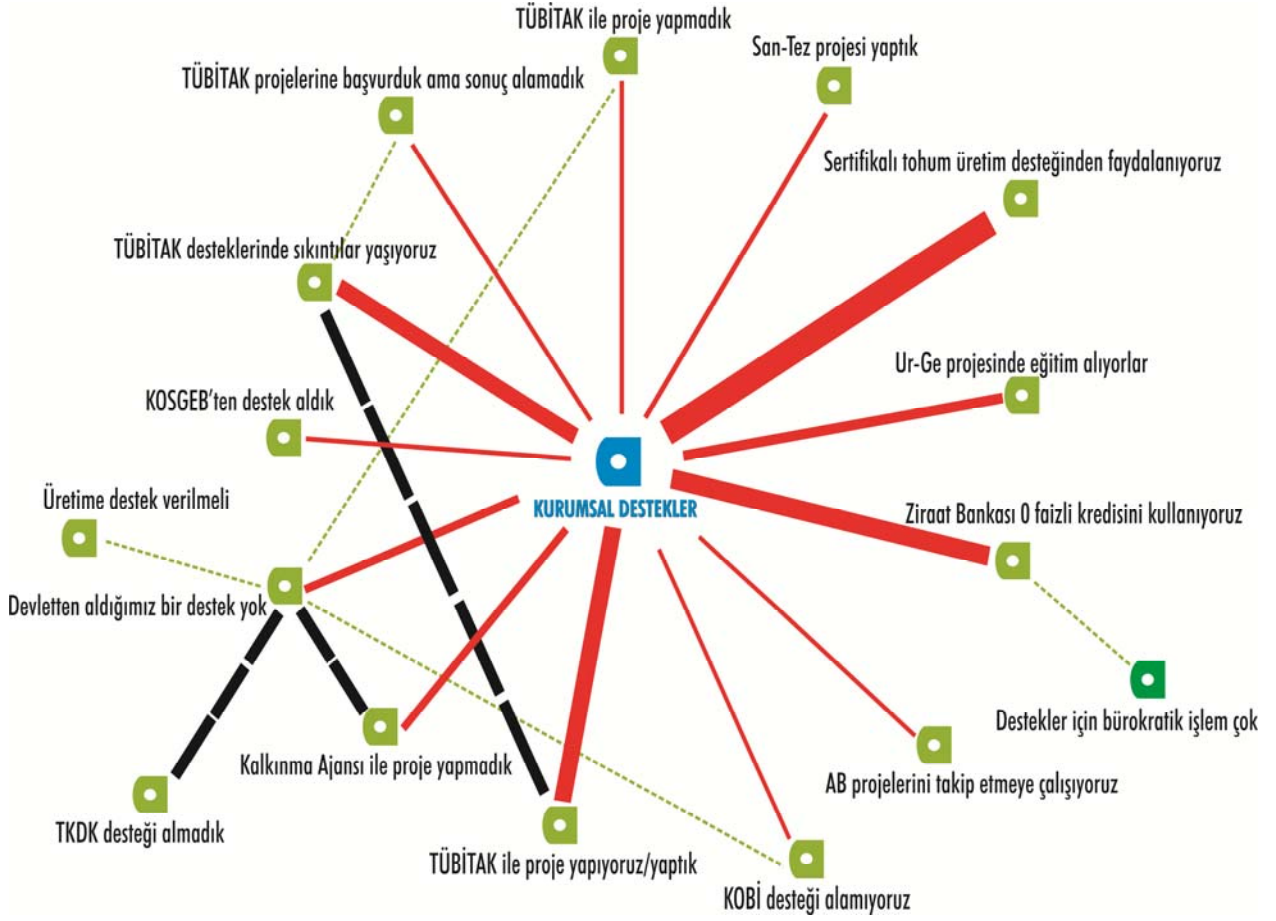 TÜBİTAK ile proje yapmadık
San-Tez projesi yaptık
TÜBİTAK projelerine başvurduk ama sonuç alamadık
Sertifikalı tohum üretim desteğinden faydalanıyoruz
TÜBİTAK desteklerinde sıkıntılar yaşıyoruz
Ur-Ge projesinde eğitim alıyorlar
KOSGEB'ten destek aldık
Üretime destek verilmeli
KURUMSAL DESTEKLER
Ziraat Bankası 0 faizli kredisini kullanıyoruz
Devletten aldığımız bir destek yok
Destekler için bürokratik işlem çok
Kalkınma Ajansı ile proje yapmadık
AB projelerini takip etmeye çalışıyoruz
TKDK desteği almadık
TÜBİTAK ile proje yapıyoruz/yaptık
KOBİ desteği alamıyoruz